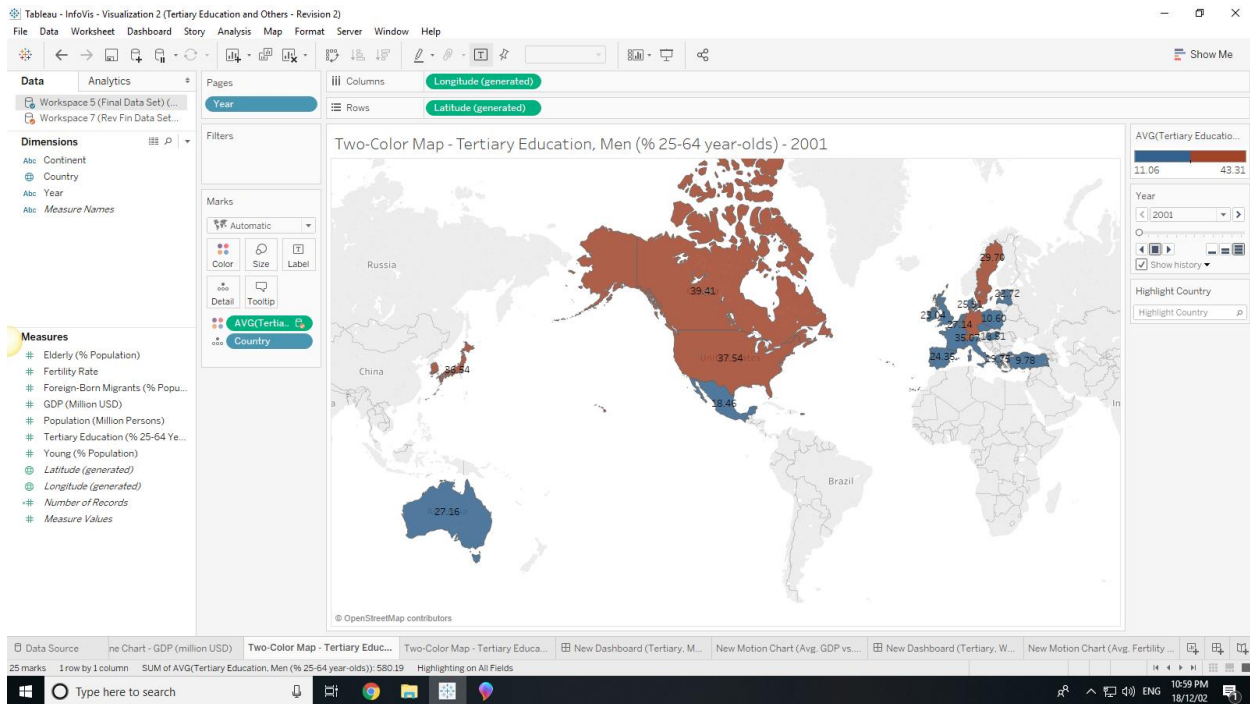 Tableau - InfoVis - Visualization 2 (Tertiary Education and Others - Revision 2)
File Data Worksheet Dashboard Story Analysis Map Format Server Window Help
Show Me
Data Analytics
Workspace 5 (Final Data Set) (...
Workspace 7 (Rev Fin Data Set...
Dimensions
Abc Continent
Country
Abc Year
Abc Measure Names
Measures
# Elderly (% Population)
# Fertility Rate
# Foreign-Born Migrants (% Popu...
# GDP (Million USD)
# Population (Million Persons)
# Tertiary Education (% 25-64 Ye...
# Young (% Population)
Latitude (generated)
Longitude (generated)
# Number of Records
# Measure Values
Pages
Year
Filters
Marks
Automatic
Color Size Label
Detail Tooltip
AVG(Tertia..
Country
Columns Longitude (generated)
Rows Latitude (generated)
Two-Color Map - Tertiary Education, Men (% 25-64 year-olds) - 2001
Russia
China
Brazil
39.41
37.54
18.46
27.16
29.70
10.60
24.35
9.78
© OpenStreetMap contributors
AVG(Tertiary Educatio...
11.06 43.31
Year
2001
Show history
Highlight Country
Highlight Country
Data Source ne Chart - GDP (million USD) Two-Color Map - Tertiary Educ... Two-Color Map - Tertiary Educa... New Dashboard (Tertiary, M... New Motion Chart (Avg. GDP vs.... New Dashboard (Tertiary, W... New Motion Chart (Avg. Fertility ...
25 marks 1 row by 1 column SUM of AVG(Tertiary Education, Men (% 25-64 year-olds)): 580.19 Highlighting on All Fields
Type here to search
ENG
10:59 PM
18/12/02